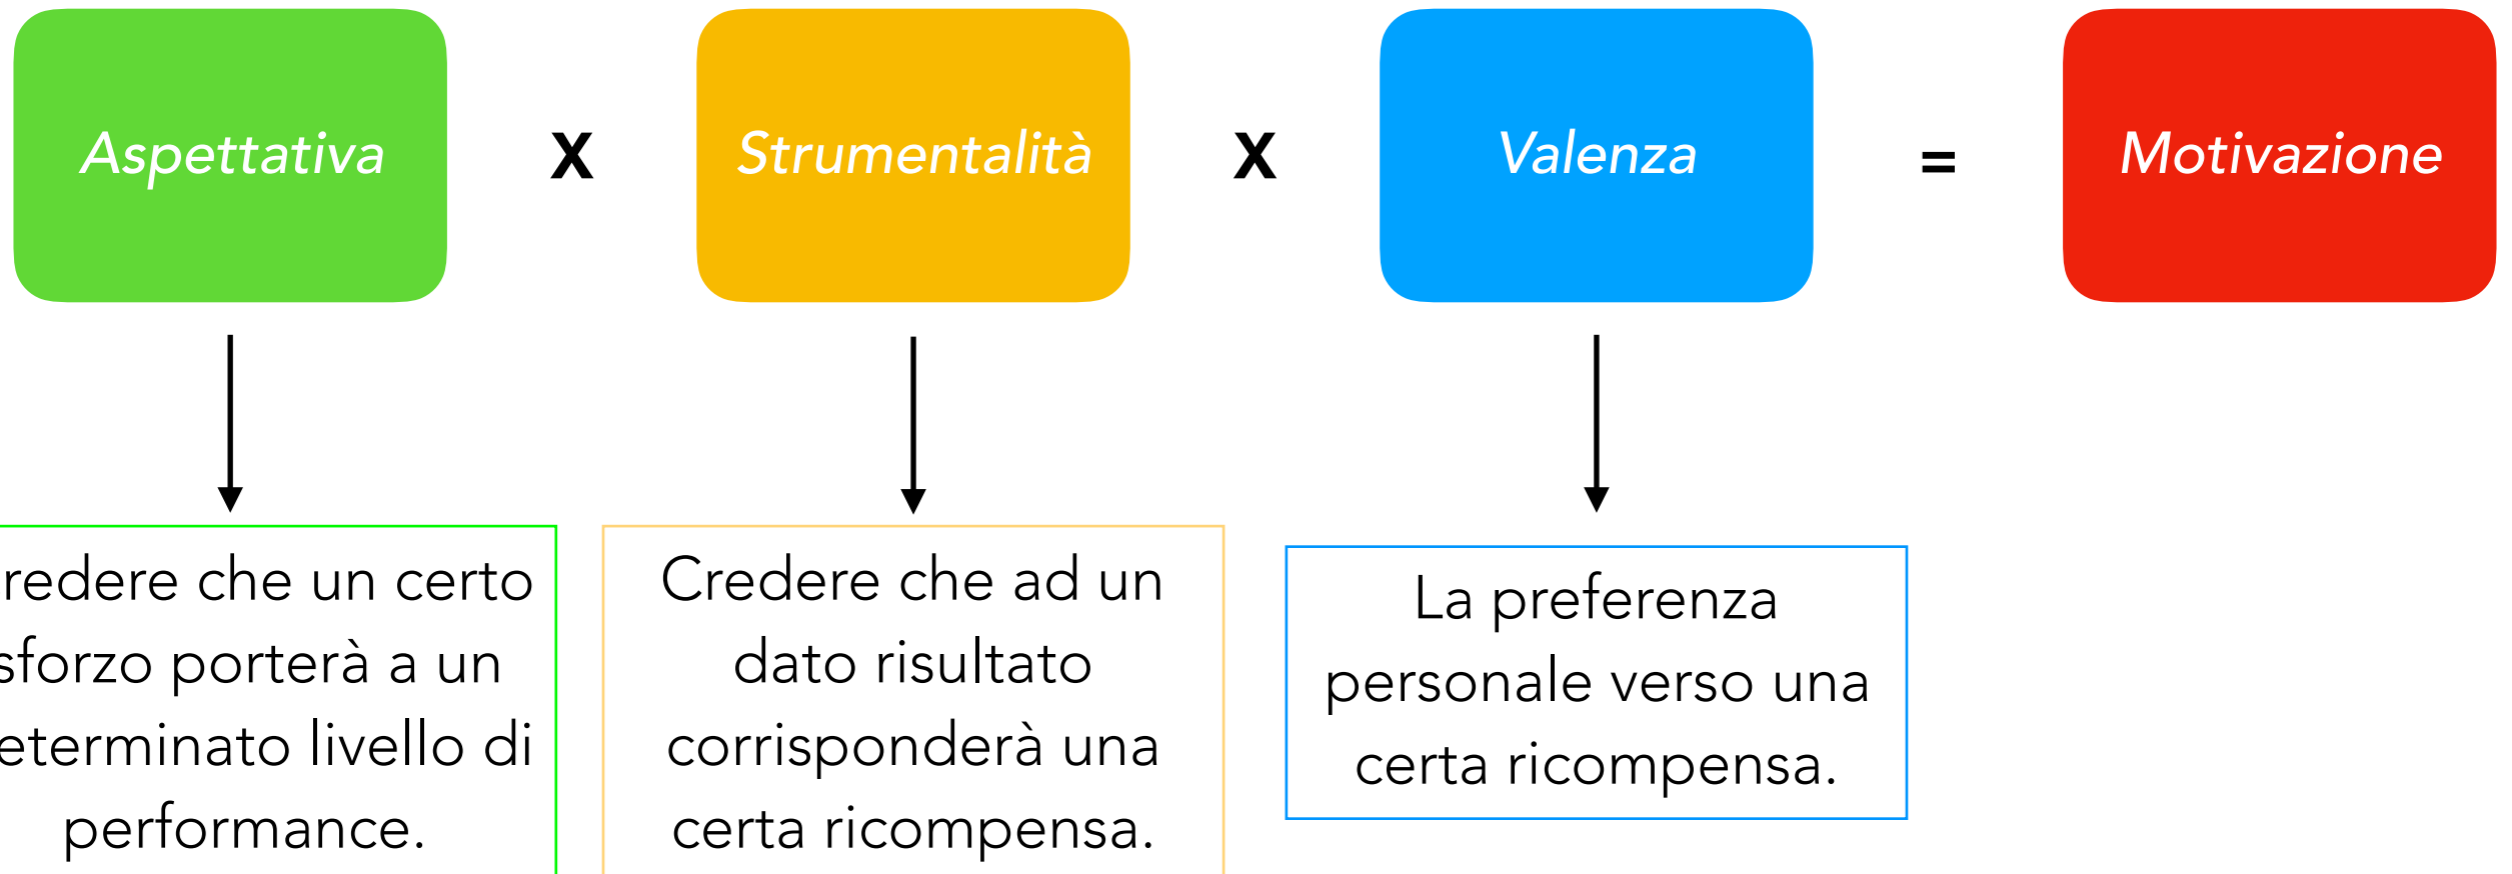 Aspettativa x Strumentalità x Valenza = Motivazione
redere che un certo
sforzo porterà a un
eterminato livello di
performance.
Credere che ad un
dato risultato
corrisponderà una
certa ricompensa.
La preferenza
personale verso una
certa ricompensa.